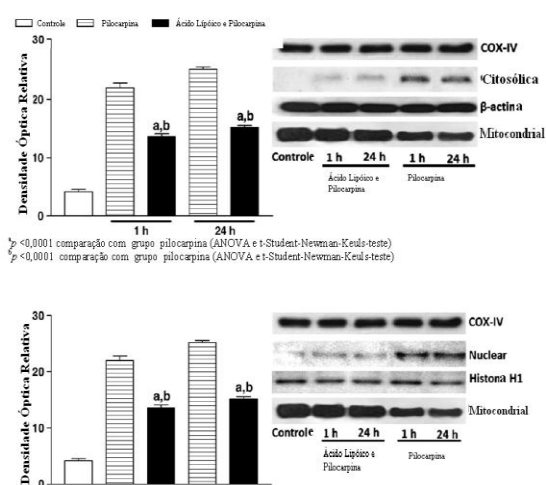 Controle Pilocarpina Ácido Lipóico e Pilocarpina
Densidade Óptica Relativa
30
20
10
0
a,b
a,b
1 h
24 h
COX-IV
Citosólica
β-actina
Mitocondrial
Controle 1 h 24 h 1 h 24 h
Ácido Lipóico e
Pilocarpina
Pilocarpina
a p <0,0001 comparação com grupo pilocarpina (ANOVA e t-Student-Newman-Keuls-teste)
p <0,0001 comparação com grupo pilocarpina (ANOVA e t-Student-Newman-Keuls-teste)
Densidade Óptica Relativa
30
20
10
0
a,b
a,b
COX-IV
Nuclear
Histona H1
Mitocondrial
Controle 1 h 24 h 1 h 24 h
Ácido Lipóico e
Pilocarpina
Pilocarpina